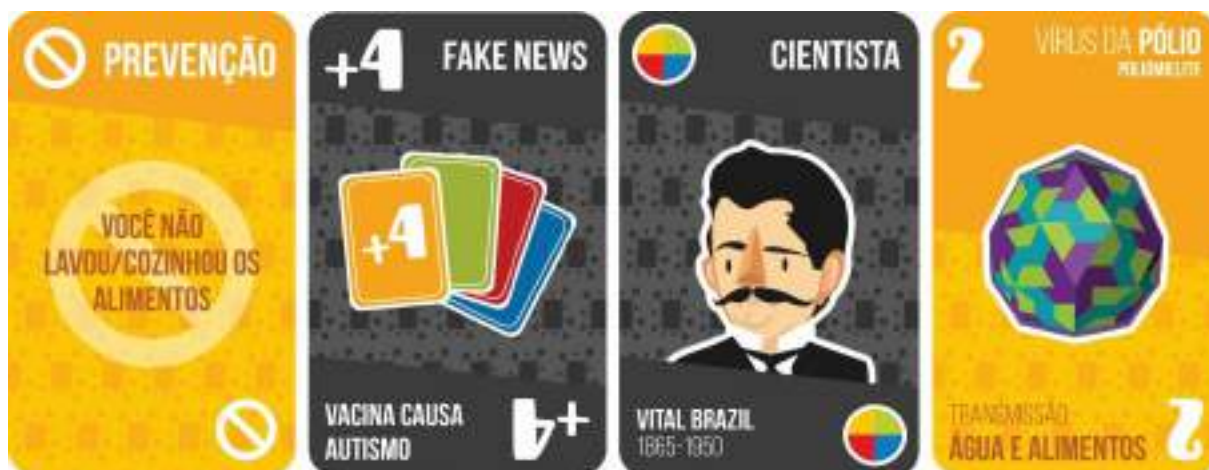 PREVENÇÃO
VOCÊ NÃO
LAVOU/COZINHOU OS
ALIMENTOS
+4
FAKE NEWS
+4
VACINA CAUSA
AUTISMO
+4
CIENTISTA
VITAL BRAZIL
1865-1950
2
VÍRUS DA PÓLIO
POLIOMIELITE
TRANSMISSÃO:
ÁGUA E ALIMENTOS
2